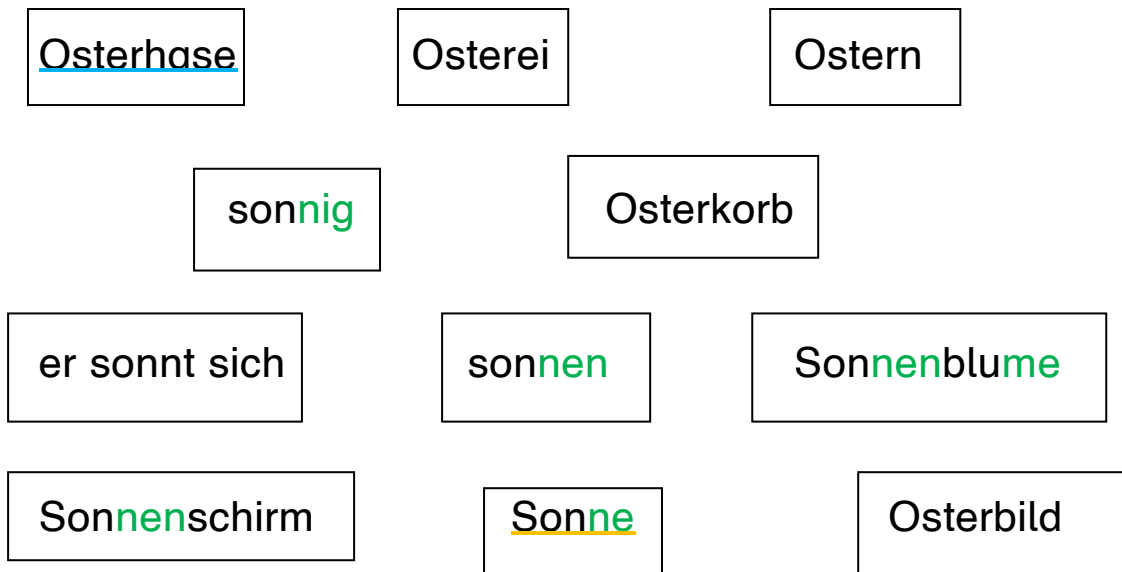 Osterhase Osterei Ostern
sonnig Osterkorb
er sonnt sich sonnen Sonnenblume
Sonnenschirm Sonne Osterbild